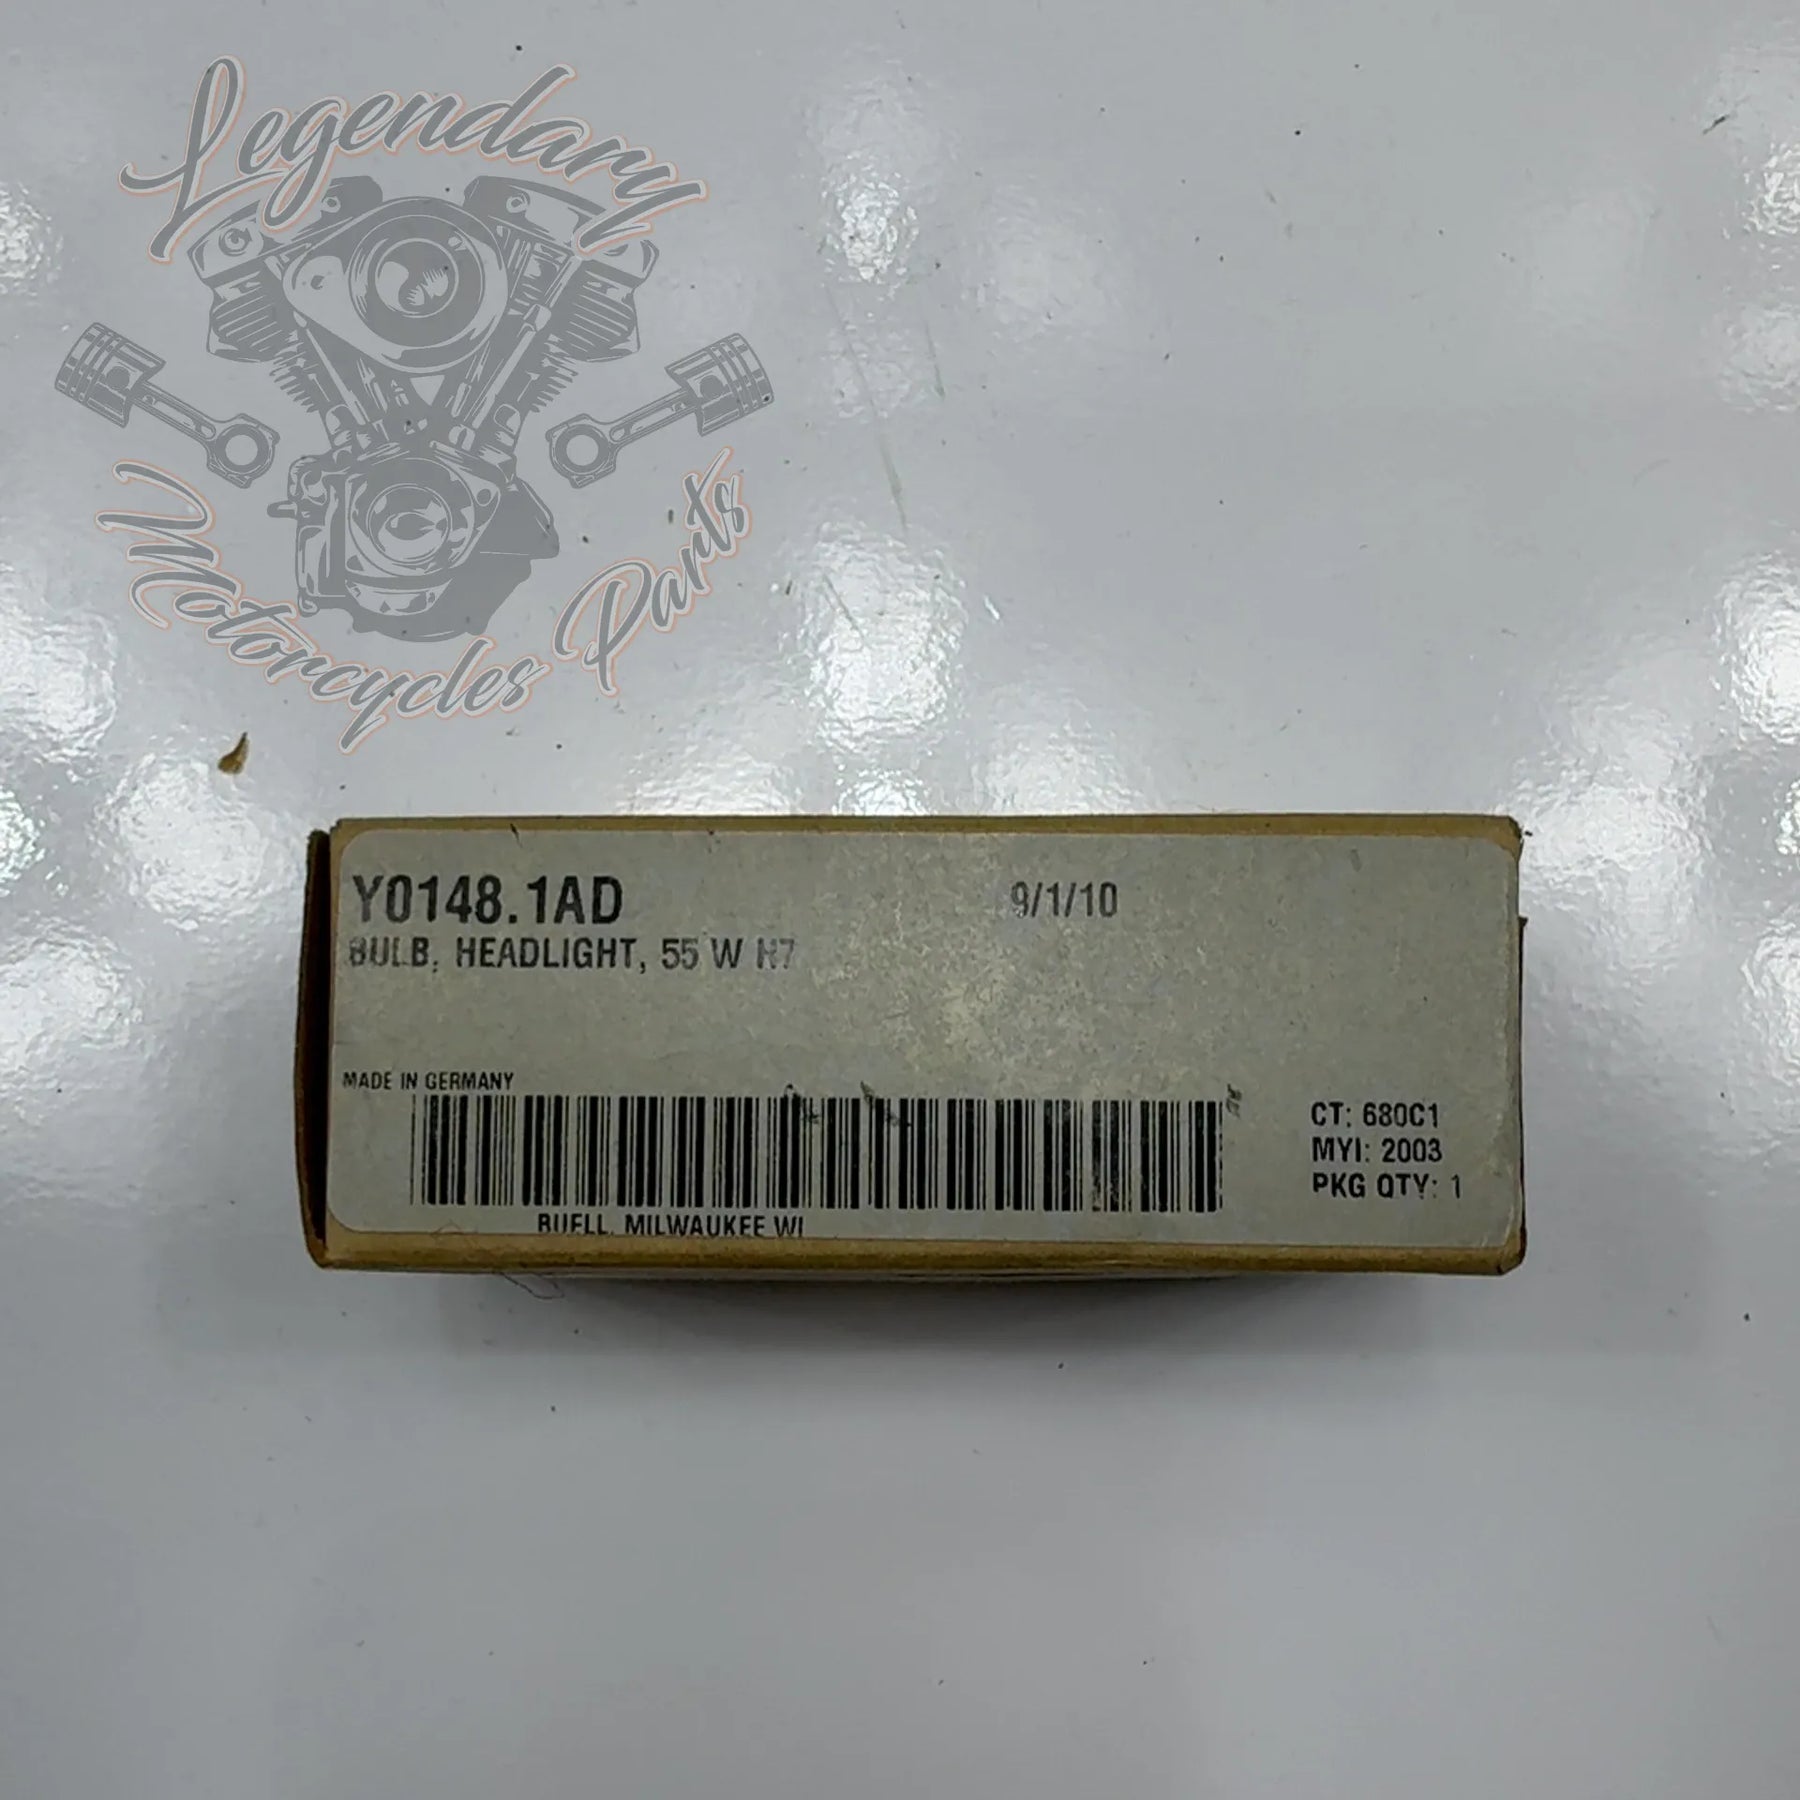 Legendary
Motorcycles Parts
Y0148.1AD
9/1/10
BULB, HEADLIGHT, 55 W H7
MADE IN GERMANY
CT: 680C1
MYI: 2003
PKG QTY: 1
BUELL, MILWAUKEE WI